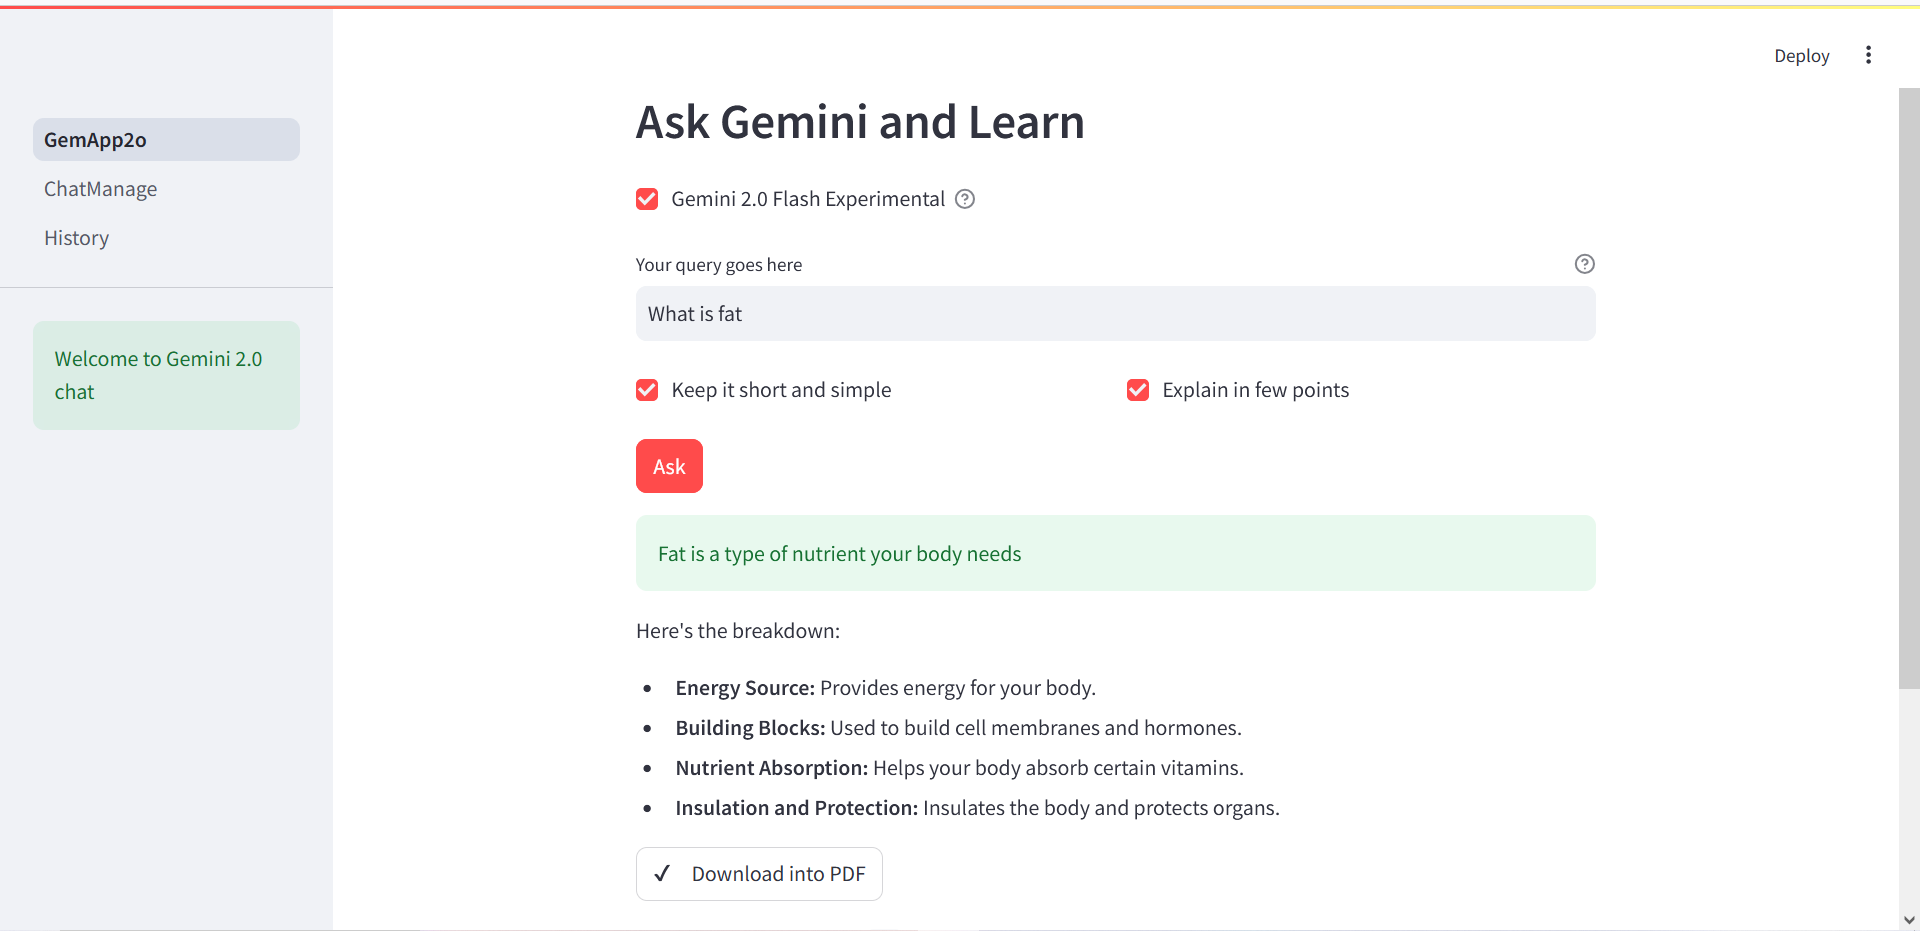 Deploy
GemApp2o
ChatManage
History
Welcome to Gemini 2.0
chat
Ask Gemini and Learn
Gemini 2.0 Flash Experimental
Your query goes here
What is fat
Keep it short and simple
Explain in few points
Ask
Fat is a type of nutrient your body needs
Here's the breakdown:
Energy Source: Provides energy for your body.
Building Blocks: Used to build cell membranes and hormones.
Nutrient Absorption: Helps your body absorb certain vitamins.
Insulation and Protection: Insulates the body and protects organs.
Download into PDF